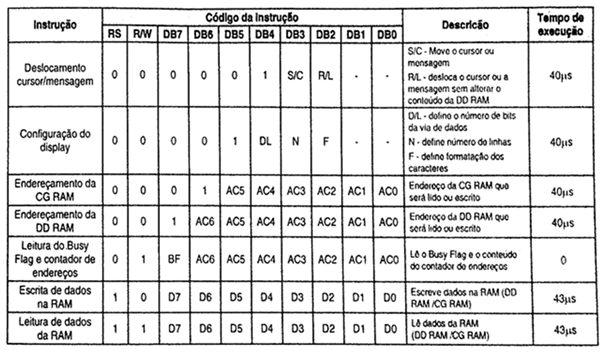 Instrução Código da Instrução Descrição Tempo de execução
RS R/W DB7 DB6 DB5 DB4 DB3 DB2 DB1 DB0
Deslocamento cursor/mensagem 0 0 0 0 0 1 S/C R/L - - S/C - Move o cursor ou mensagem R/L - desloca o cursor ou a mensagem sem alterar o conteúdo da DD RAM 40µs
Configuração do display 0 0 0 0 1 DL N F - - D/L - define o número de bits da via de dados N - define número do linhas F - define formatação dos caracteres 40µs
Endereçamento da CG RAM 0 0 0 1 AC5 AC4 AC3 AC2 AC1 AC0 Endereço da CG RAM que será lido ou escrito 40µs
Endereçamento da DD RAM 0 0 1 AC6 AC5 AC4 AC3 AC2 AC1 AC0 Endereço da DD RAM que será lido ou escrito 40µs
Leitura do Busy Flag e contador de endereços 0 1 BF AC6 AC5 AC4 AC3 AC2 AC1 AC0 Lê o Busy Flag e o conteúdo do contador de endereços 0
Escrita de dados na RAM 1 0 D7 D6 D5 D4 D3 D2 D1 D0 Escreve dados na RAM (DD RAM /CG RAM) 43µs
Leitura de dados da RAM 1 1 D7 D6 D5 D4 D3 D2 D1 D0 Lê dados da RAM (DD RAM /CG RAM) 43µs